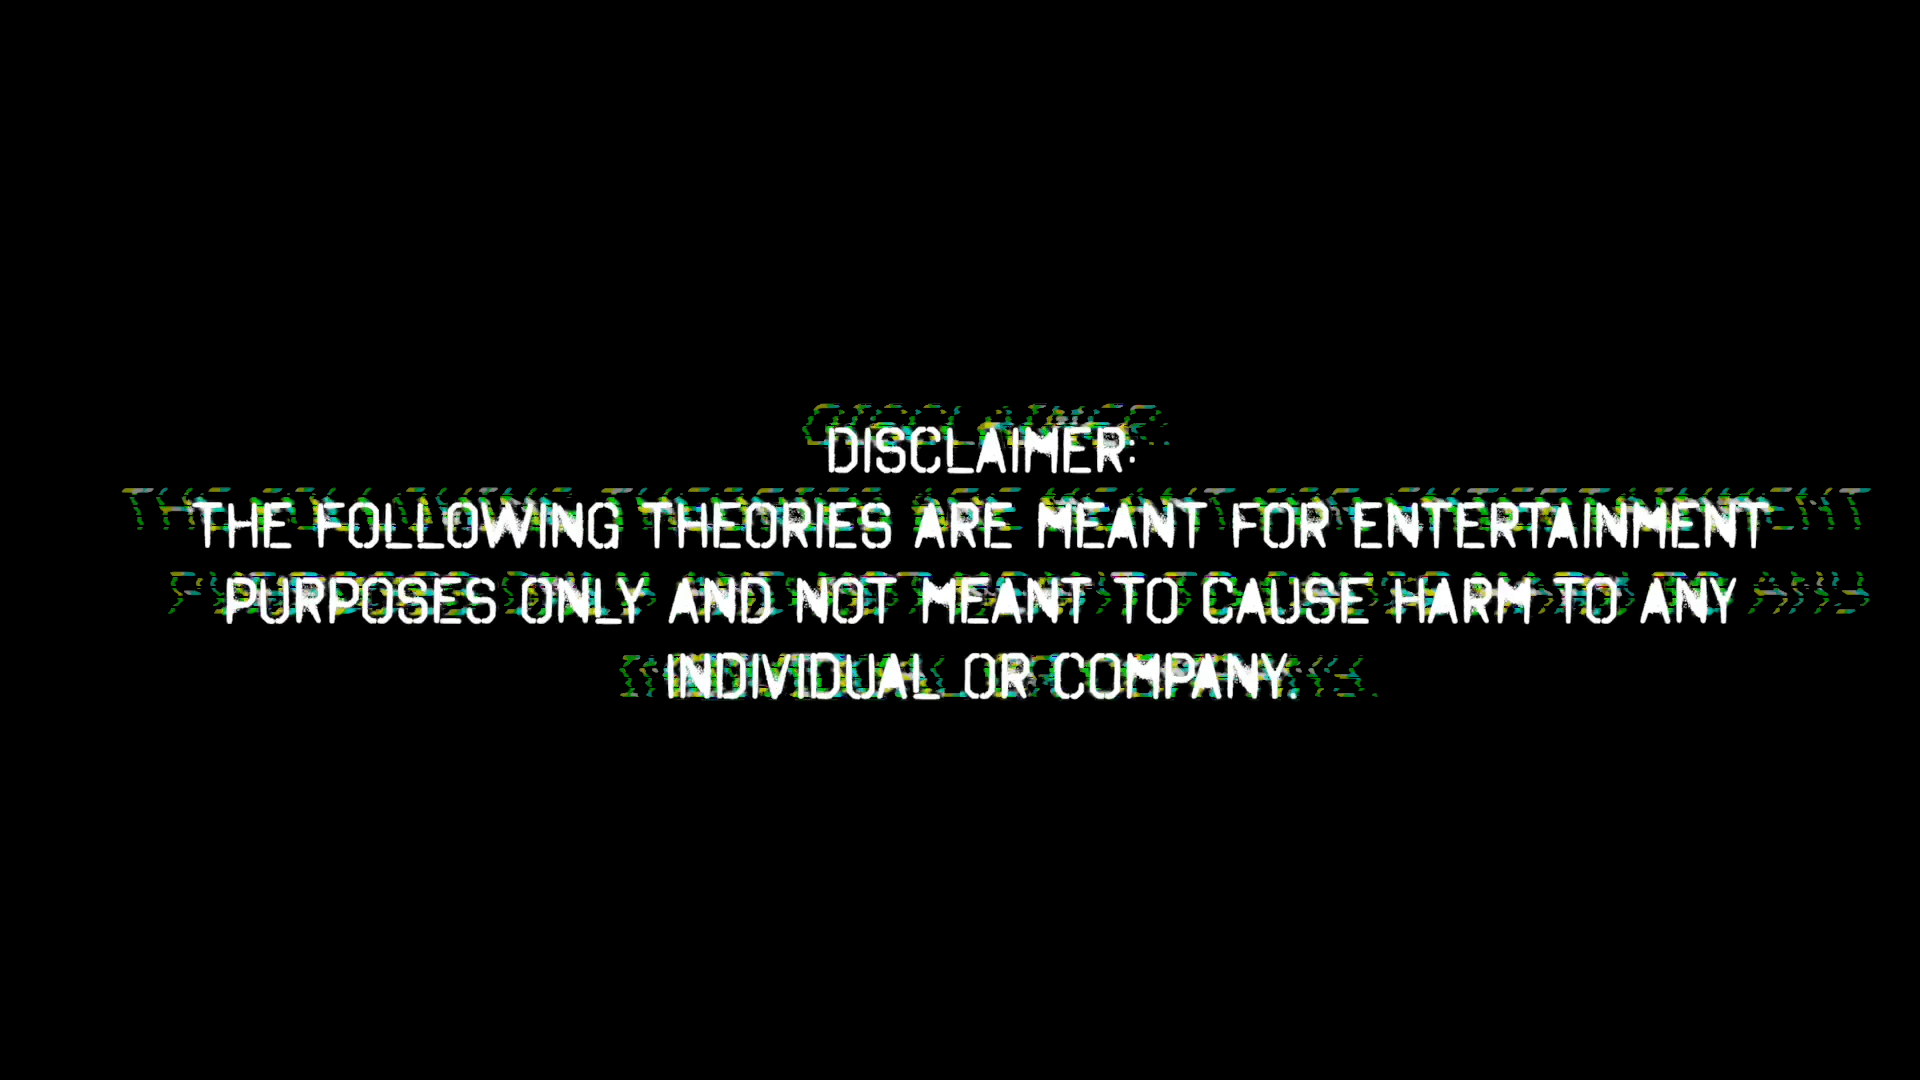 DISCLAIMER:
THE FOLLOWING THEORIES ARE MEANT FOR ENTERTAINMENT
PURPOSES ONLY AND NOT MEANT TO CAUSE HARM TO ANY
INDIVIDUAL OR COMPANY.